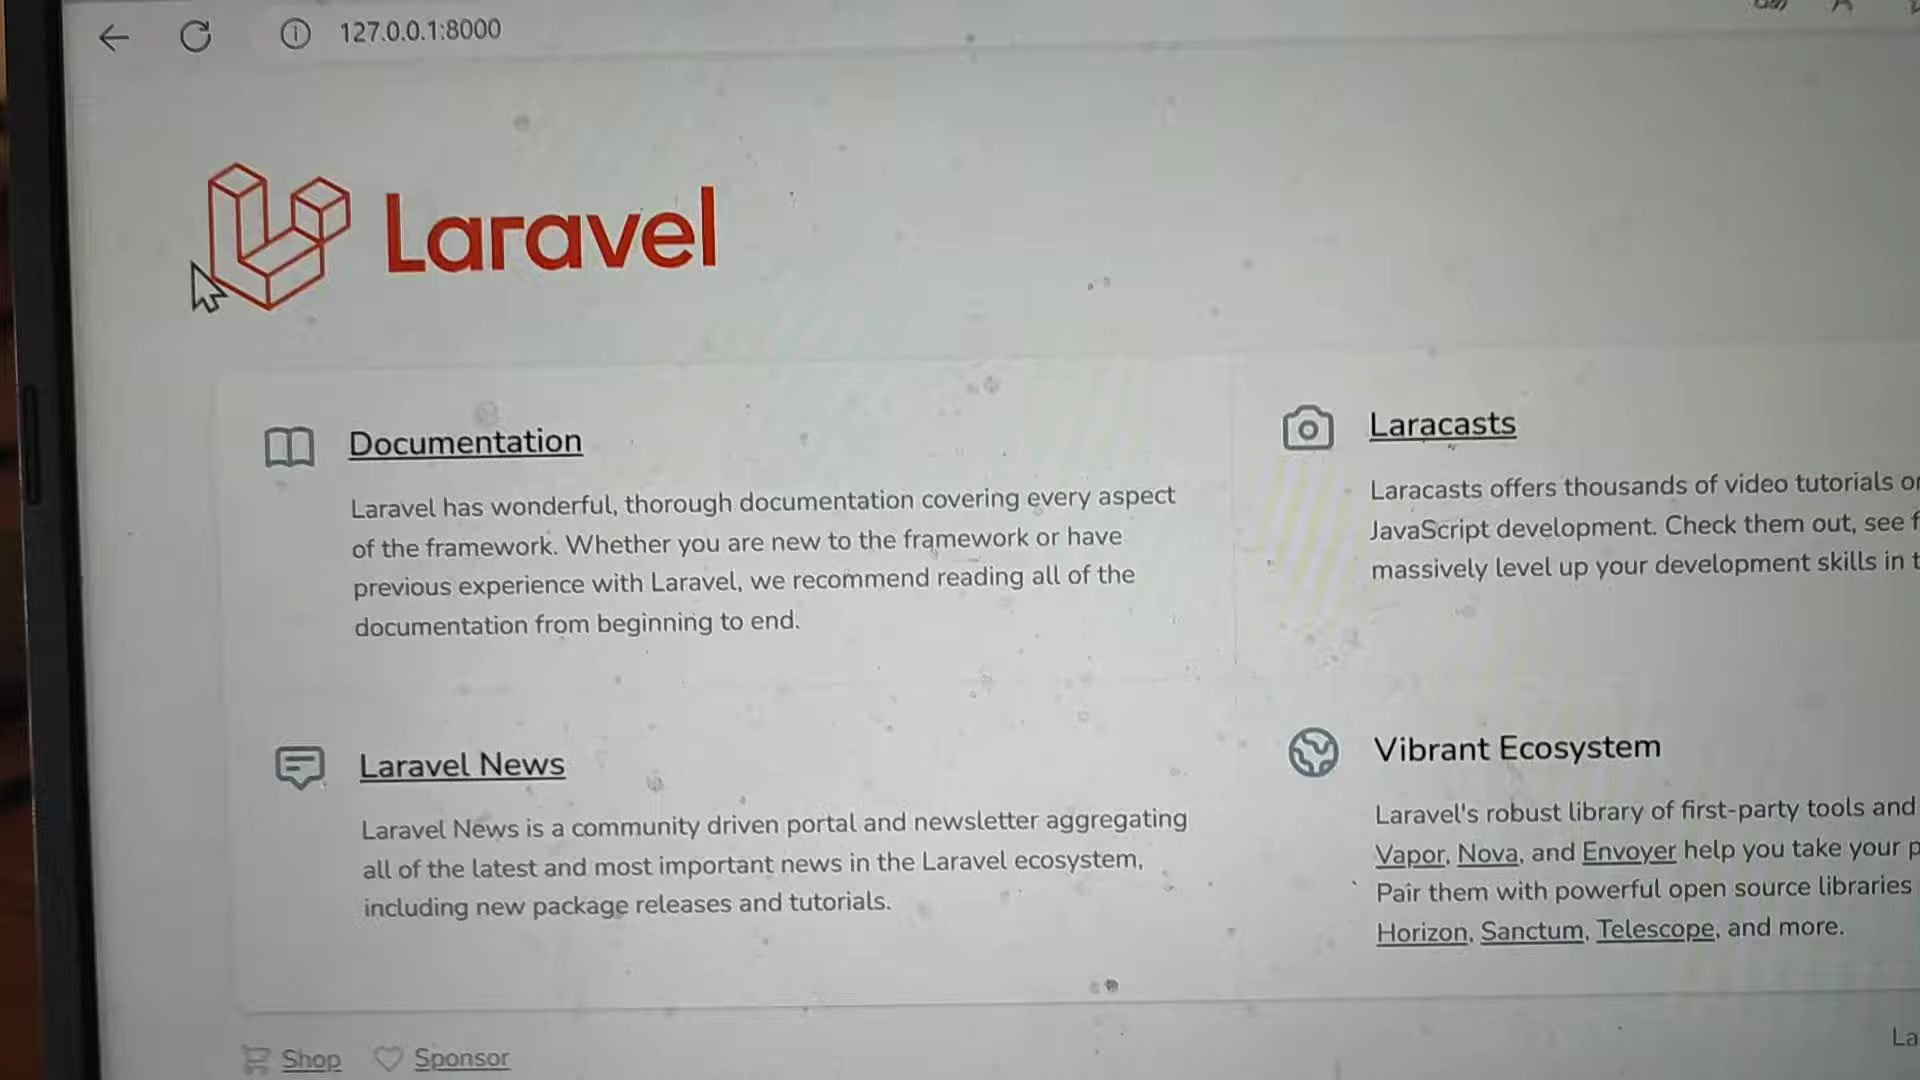 127.0.0.1:8000
Laravel
Documentation
Laravel has wonderful, thorough documentation covering every aspect
of the framework. Whether you are new to the framework or have
previous experience with Laravel, we recommend reading all of the
documentation from beginning to end.
Laracasts
Laracasts offers thousands of video tutorials
JavaScript development. Check them out, see
massively level up your development skills in
Laravel News
Laravel News is a community driven portal and newsletter aggregating
all of the latest and most important news in the Laravel ecosystem,
including new package releases and tutorials.
Vibrant Ecosystem
Laravel's robust library of first-party tools and
Vapor, Nova, and Envoyer help you take your
Pair them with powerful open source libraries
Horizon, Sanctum, Telescope, and more.
Shop
Sponsor